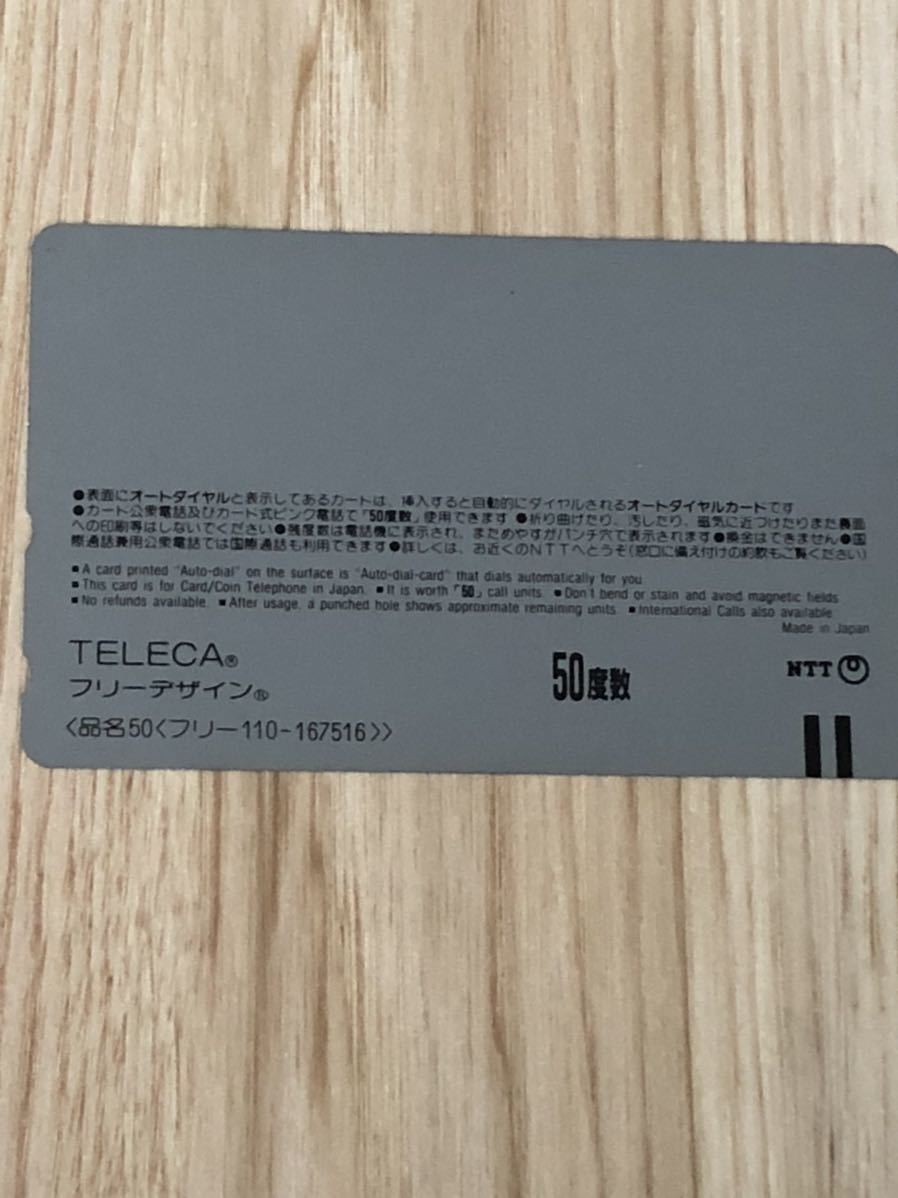 ●表面にオートダイヤルと表示してあるカートは、挿入すると自動的にダイヤルされるオートダイヤルカードです
●カード公衆電話及びカード式ピンク電話で「50度数」使用できます ●折り曲げたり、汚したり、磁気に近づけたりまた裏面
への印刷等はしないでください●残度数は電話機に表示され、まためやすがパンチ穴で表示されます●換金はできません●国
際通話兼用公衆電話では国際通話も利用できます●詳しくは、お近くのNTTへどうぞ(窓口に備え付けの約款もご覧ください)
■A card printed "Auto-dial" on the surface is "Auto-dial-card" that dials automatically for you
■This card is for Card/Coin Telephone in Japan. ■It is worth「50」call units. ■Don't bend or stain and avoid magnetic fields
■No refunds available. ■After usage, a punched hole shows approximate remaining units. ■International Calls also available.
Made in Japan
TELECA®
フリーデザイン®
50度数
NTT
〈品名50〈フリー110-167516〉〉